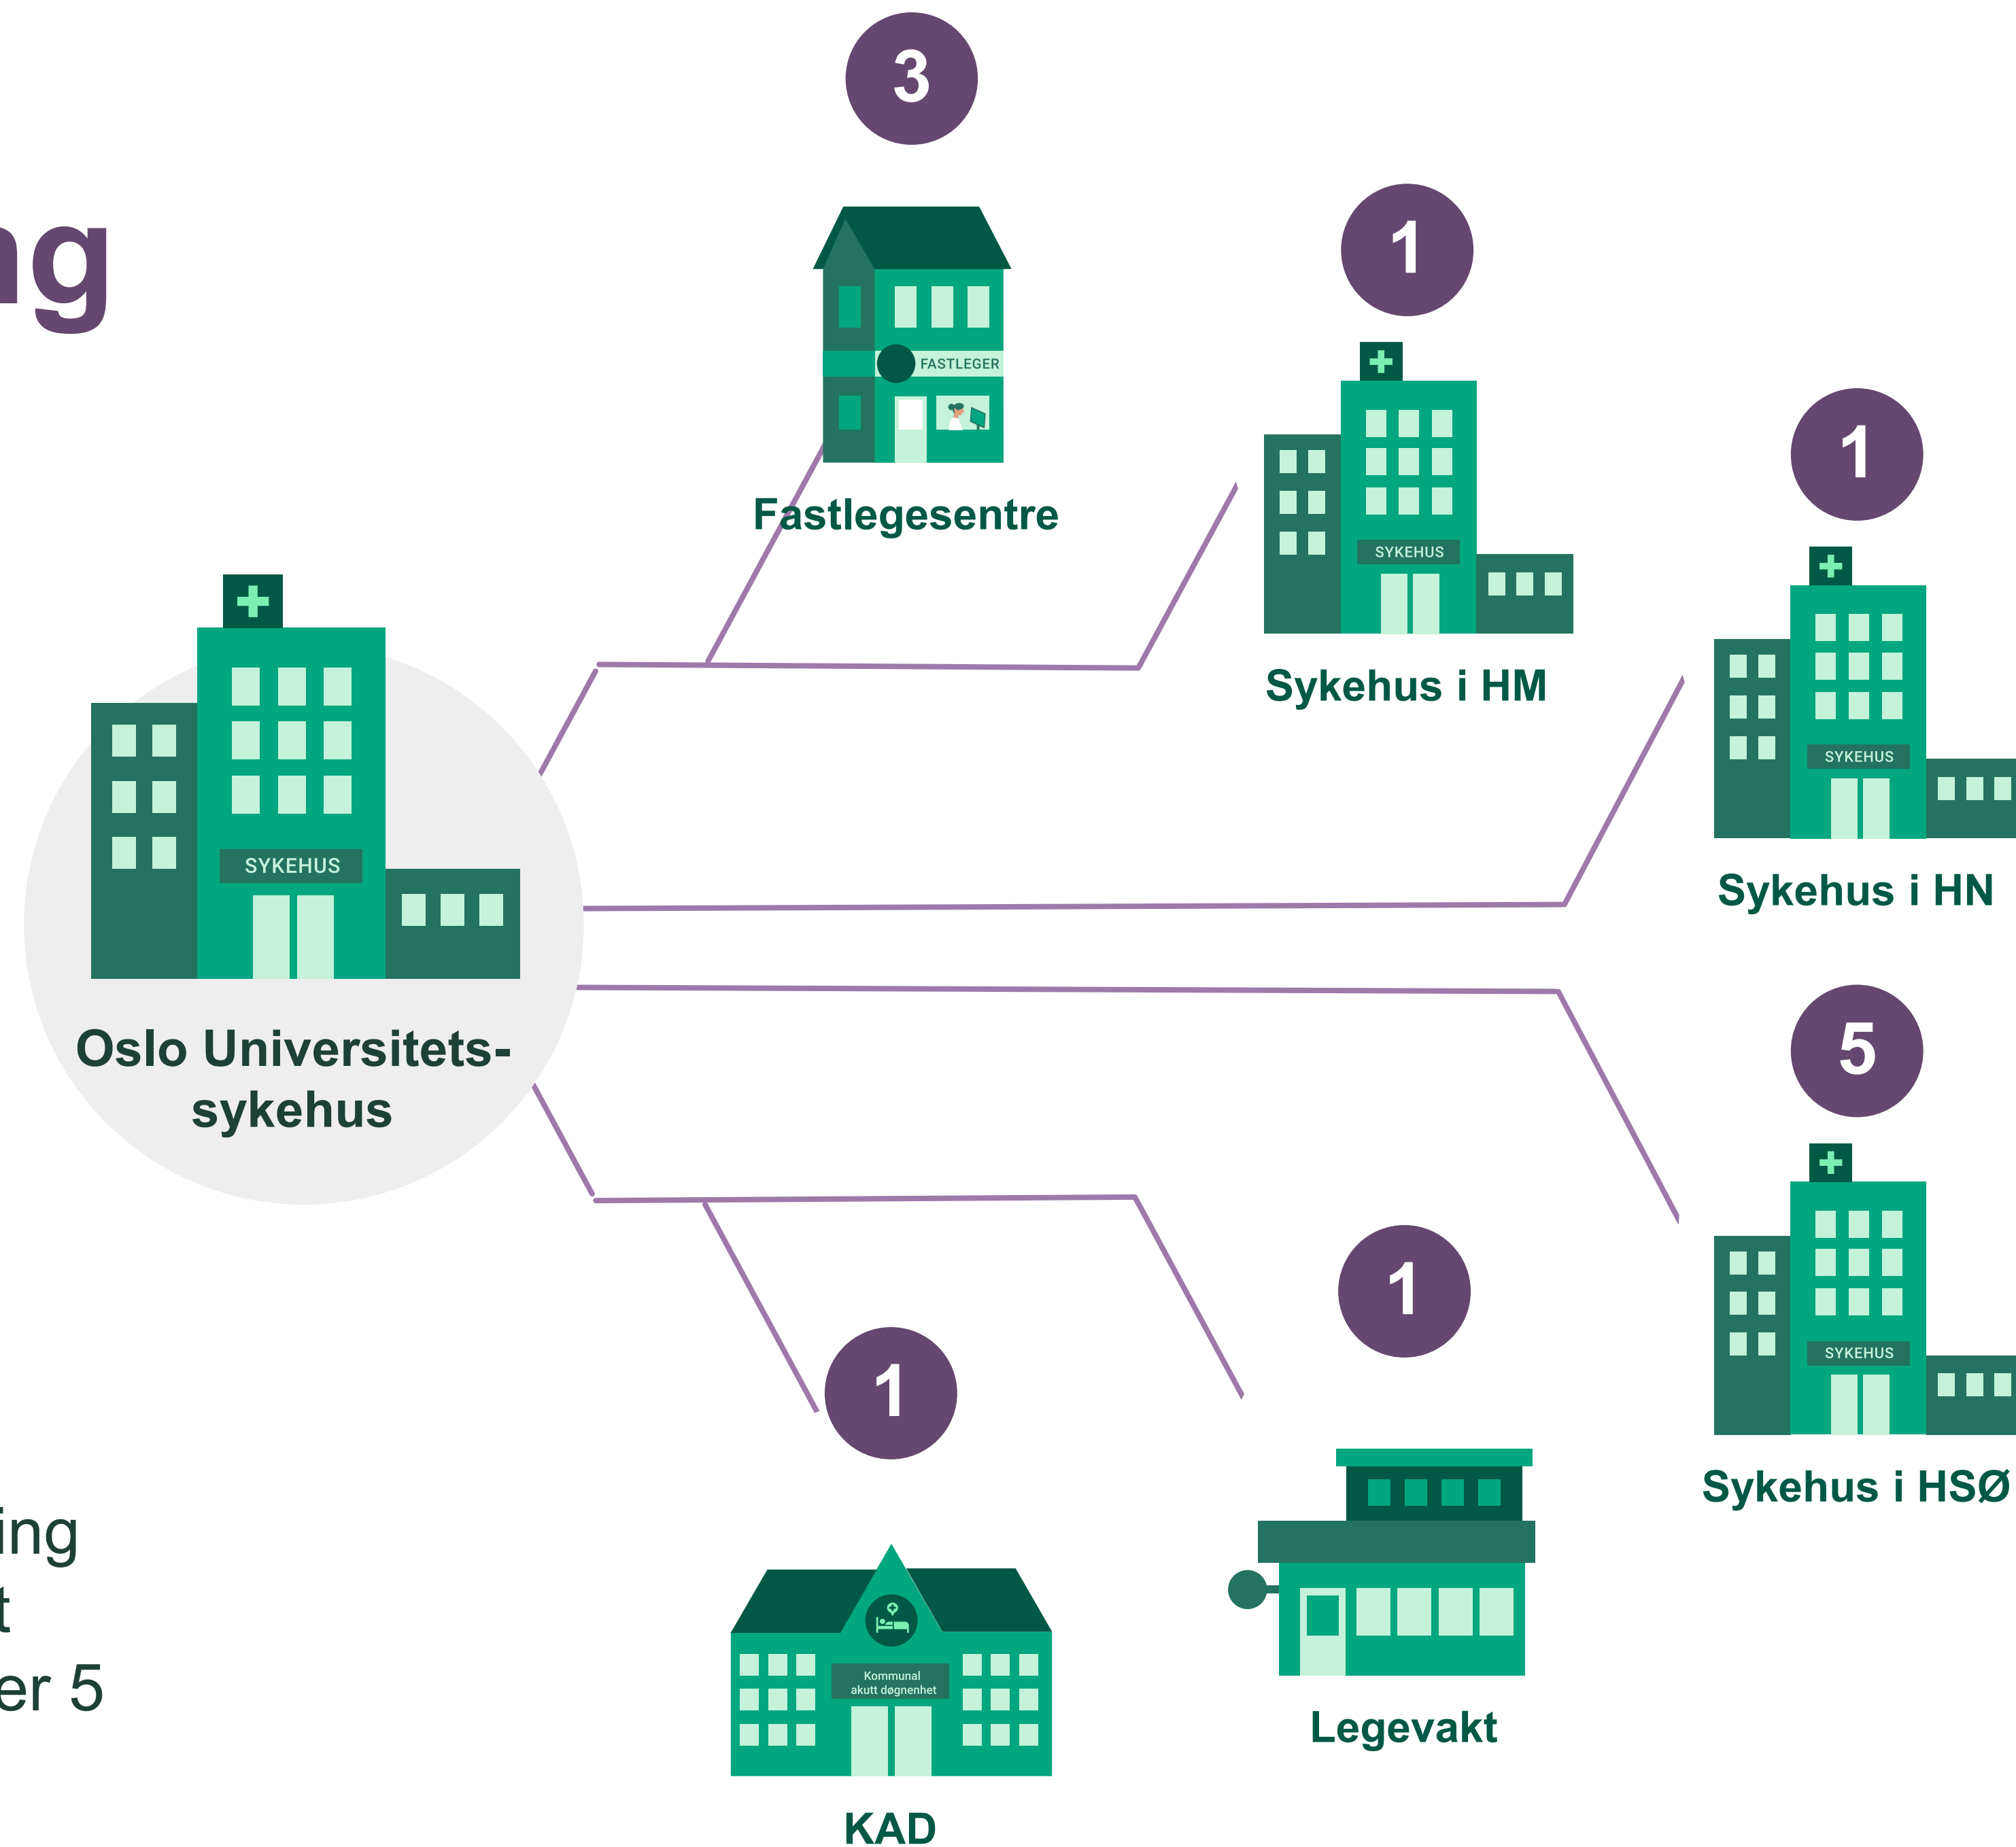 3
1
ng
1
FASTLEGER
Fastlegesentre
SYKEHUS
Sykehus i HM
SYKEHUS
Sykehus i HN
SYKEHUS
Oslo Universitets-
sykehus
5
1
1
SYKEHUS
Sykehus i HSØ
ing
t
er 5
Kommunal
akutt døgnenhet
Legevakt
KAD